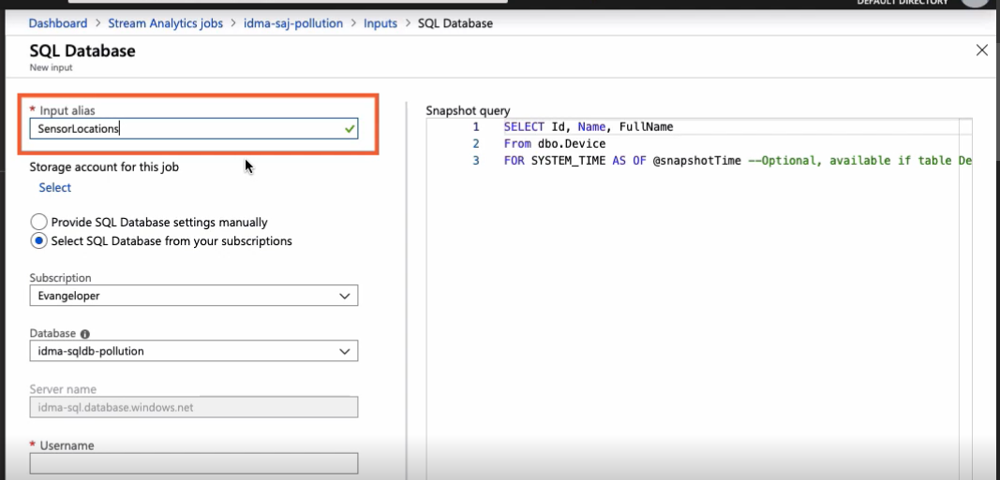 DEFAULT DIRECTORY
Dashboard > Stream Analytics jobs > idma-saj-pollution > Inputs > SQL Database
SQL Database
New input
* Input alias
SensorLocations
Storage account for this job
Select
Provide SQL Database settings manually
Select SQL Database from your subscriptions
Subscription
Evangeloper
Database
idma-sqldb-pollution
Server name
idma-sql.database.windows.net
* Username
Snapshot query
1 SELECT Id, Name, FullName
2 From dbo.Device
3 FOR SYSTEM_TIME AS OF @snapshotTime --Optional, available if table De